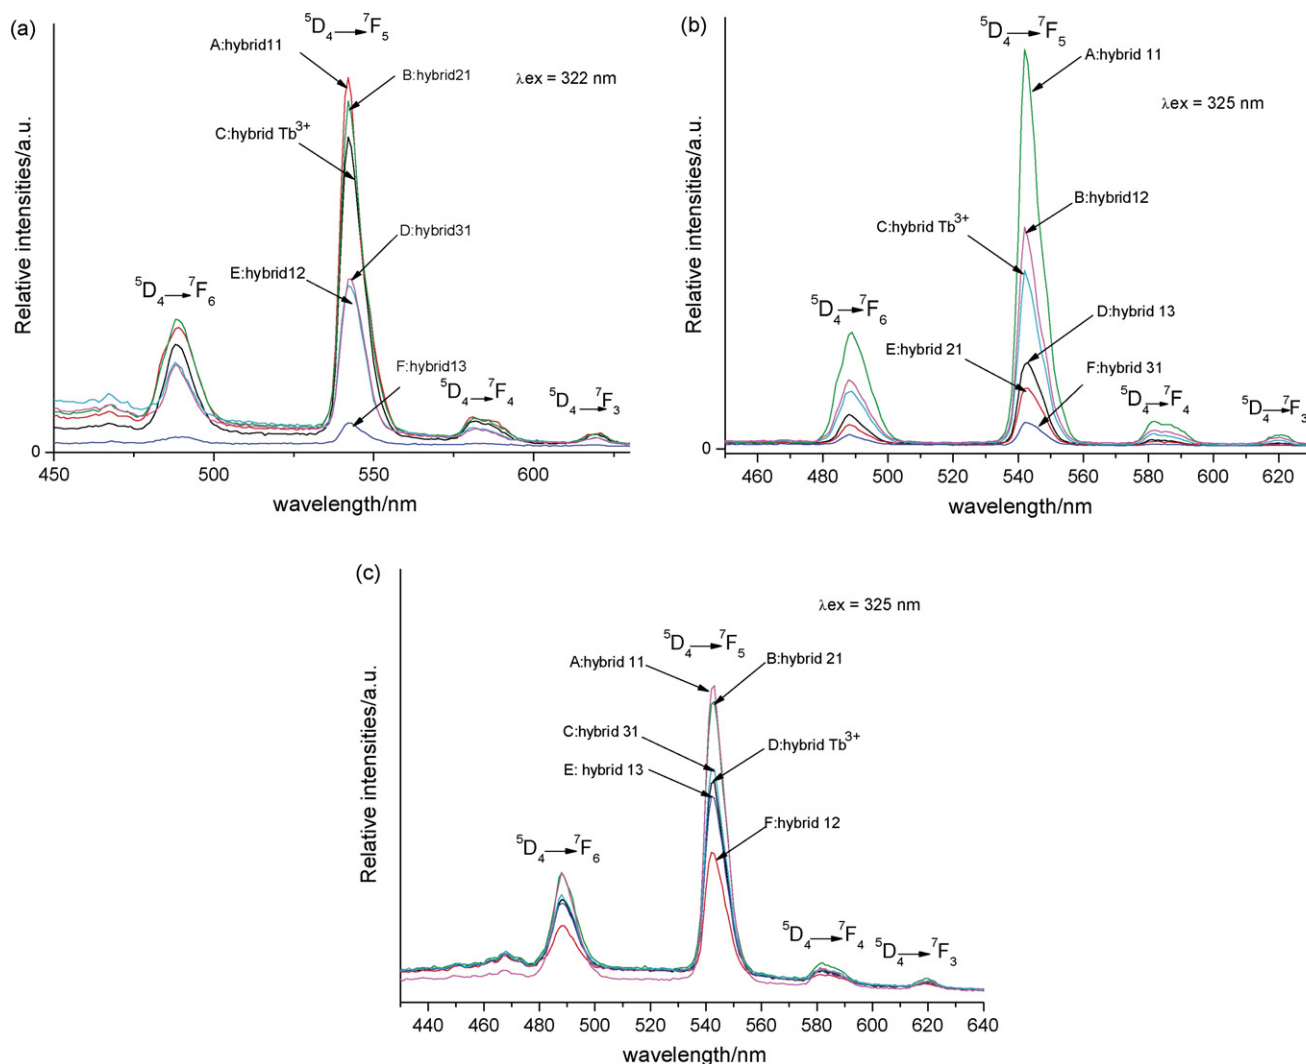 (a)
⁵D₄→⁷F₅
A:hybrid11
B:hybrid21
λex = 322 nm
C:hybrid Tb³⁺
D:hybrid31
E:hybrid12
⁵D₄→⁷F₆
F:hybrid13
⁵D₄→⁷F₄
⁵D₄→⁷F₃
Relative intensities/a.u.
0
450 500 550 600
wavelength/nm
(b)
⁵D₄→⁷F₅
A:hybrid 11
λex = 325 nm
B:hybrid12
C:hybrid Tb³⁺
⁵D₄→⁷F₆
D:hybrid 13
E:hybrid 21
F:hybrid 31
⁵D₄→⁷F₄
⁵D₄→⁷F₃
Relative intensities/a.u.
0
460 480 500 520 540 560 580 600 620
wavelength/nm
(c)
λex = 325 nm
⁵D₄→⁷F₅
A:hybrid 11
B:hybrid 21
C:hybrid 31
D:hybrid Tb³⁺
E: hybrid 13
F:hybrid 12
⁵D₄→⁷F₆
⁵D₄→⁷F₄
⁵D₄→⁷F₃
Relative intensities/a.u.
440 460 480 500 520 540 560 580 600 620 640
wavelength/nm